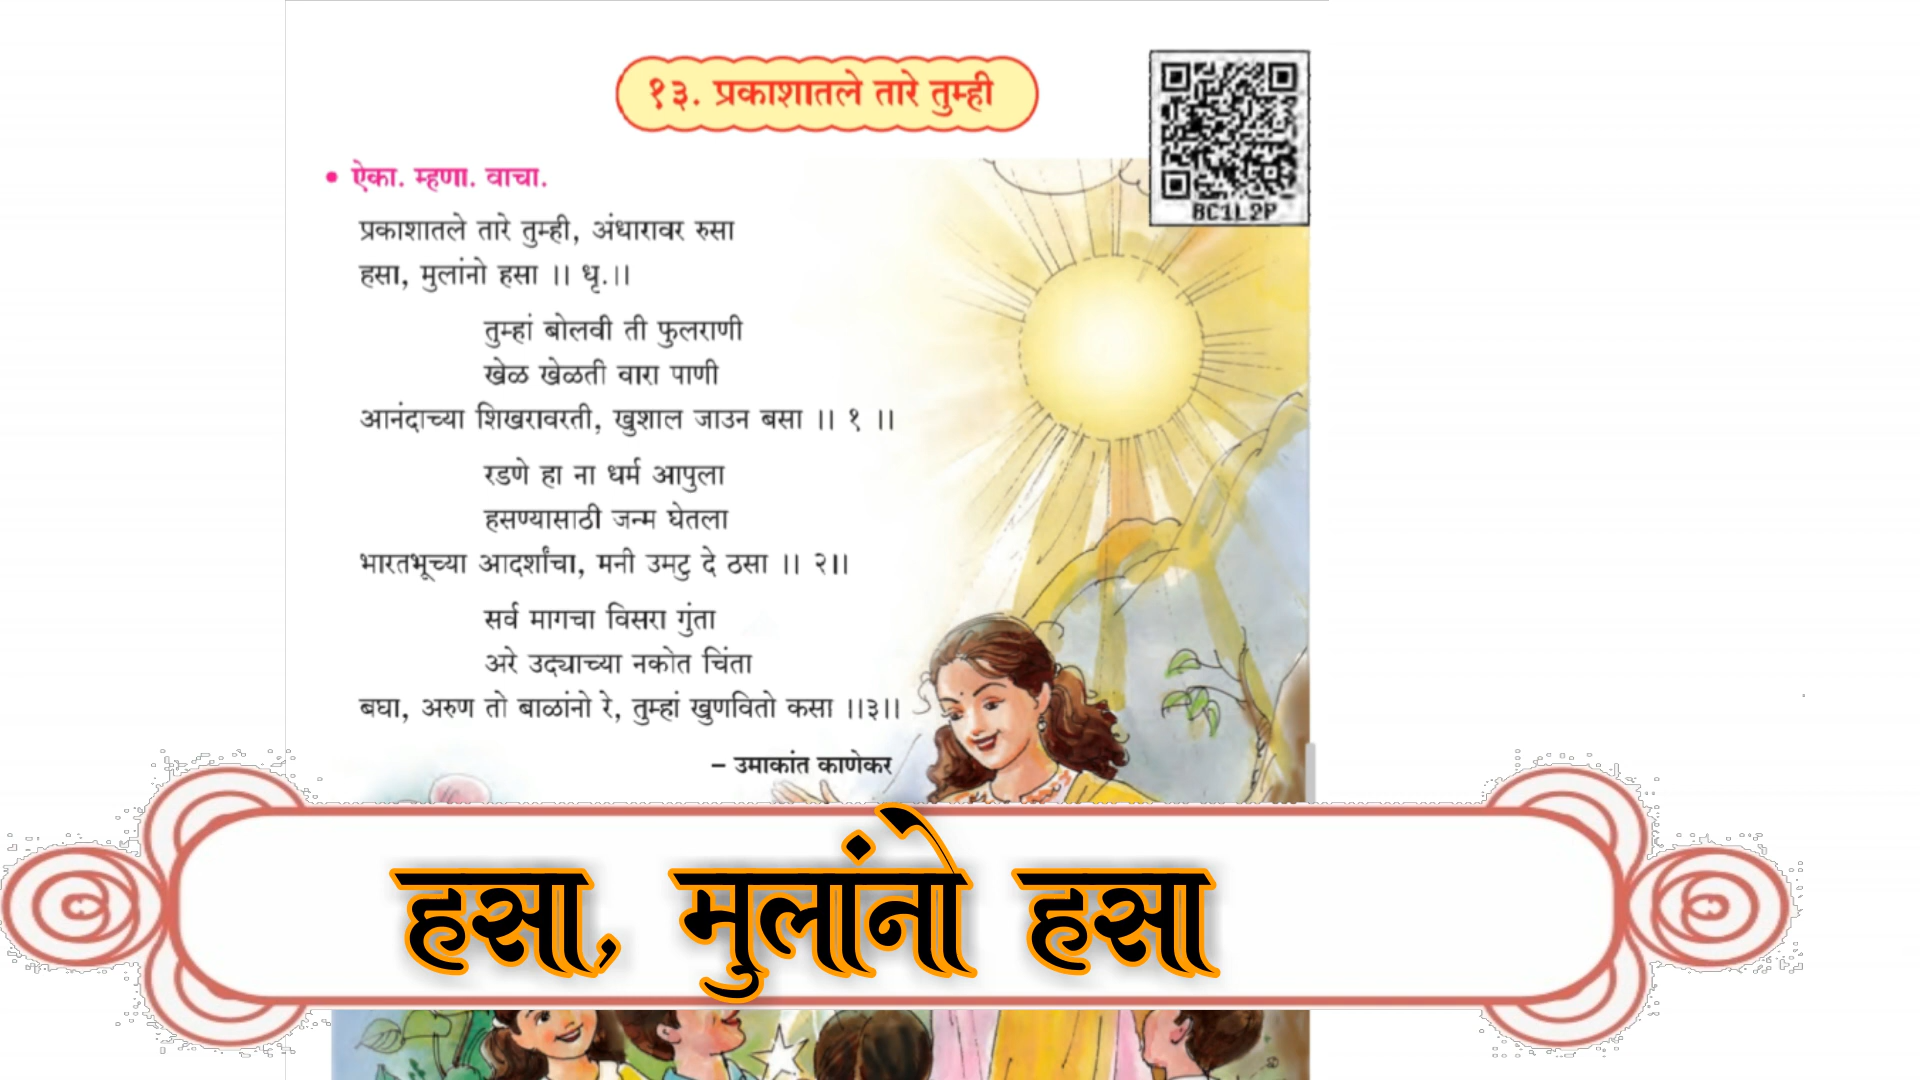 १३. प्रकाशातले तारे तुम्ही
BC1L2P
• ऐका. म्हणा. वाचा.
प्रकाशातले तारे तुम्ही, अंधारावर रुसा
हसा, मुलांनो हसा ।। धृ.।।
तुम्हां बोलवी ती फुलराणी
खेळ खेळती वारा पाणी
आनंदाच्या शिखरावरती, खुशाल जाउन बसा ।। १ ।।
रडणे हा ना धर्म आपुला
हसण्यासाठी जन्म घेतला
भारतभूच्या आदर्शांचा, मनी उमटु दे ठसा ।। २।।
सर्व मागचा विसरा गुंता
अरे उद्याच्या नकोत चिंता
बघा, अरुण तो बाळांनो रे, तुम्हां खुणवितो कसा ।।३।।
– उमाकांत काणेकर
हसा, मुलांनो हसा